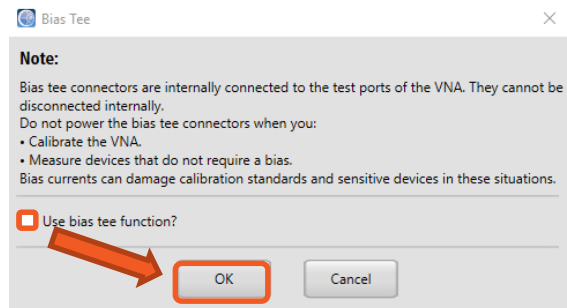 Bias Tee
Note:
Bias tee connectors are internally connected to the test ports of the VNA. They cannot be
disconnected internally.
Do not power the bias tee connectors when you:
• Calibrate the VNA.
• Measure devices that do not require a bias.
Bias currents can damage calibration standards and sensitive devices in these situations.
Use bias tee function?
OK Cancel